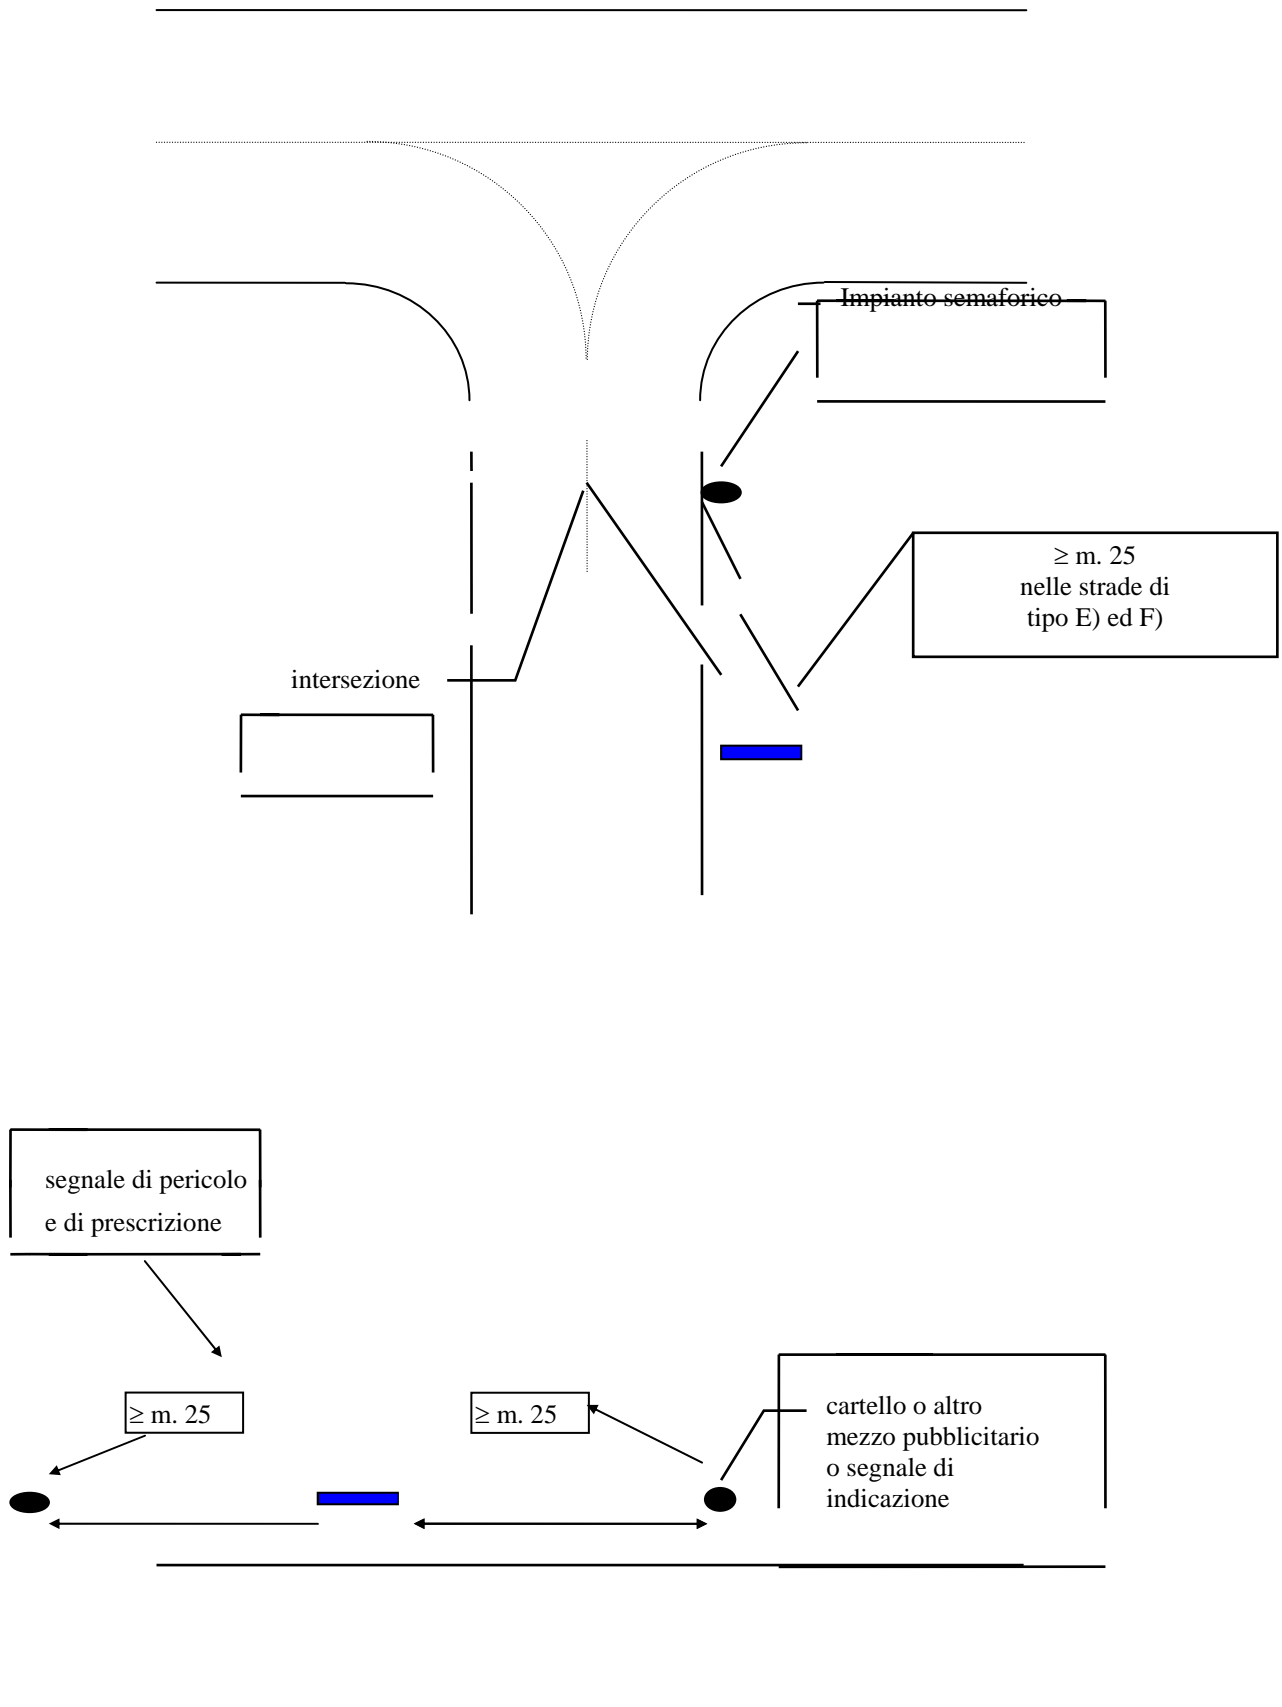 Impianto semaforico
≥ m. 25
nelle strade di
tipo E) ed F)
intersezione
segnale di pericolo
e di prescrizione
≥ m. 25
≥ m. 25
cartello o altro
mezzo pubblicitario
o segnale di
indicazione